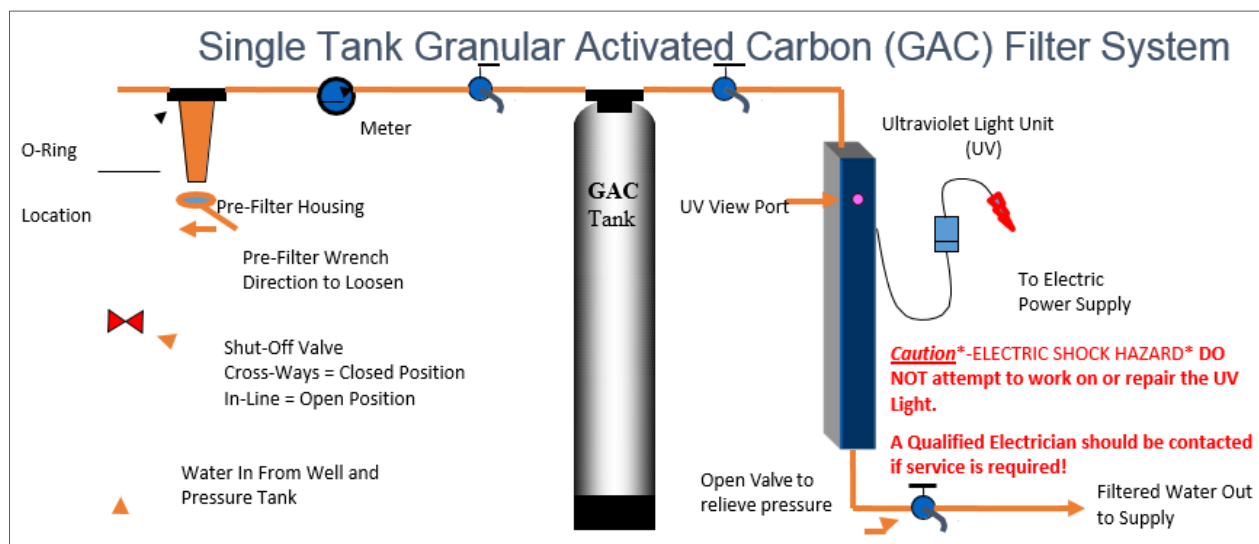 Single Tank Granular Activated Carbon (GAC) Filter System
Meter
Ultraviolet Light Unit
(UV)
O-Ring
Location
Pre-Filter Housing
GAC
Tank
UV View Port
Pre-Filter Wrench
Direction to Loosen
To Electric
Power Supply
Shut-Off Valve
Cross-Ways = Closed Position
In-Line = Open Position
Caution*-ELECTRIC SHOCK HAZARD* DO
NOT attempt to work on or repair the UV
Light.
A Qualified Electrician should be contacted
if service is required!
Water In From Well and
Pressure Tank
Open Valve to
relieve pressure
Filtered Water Out
to Supply